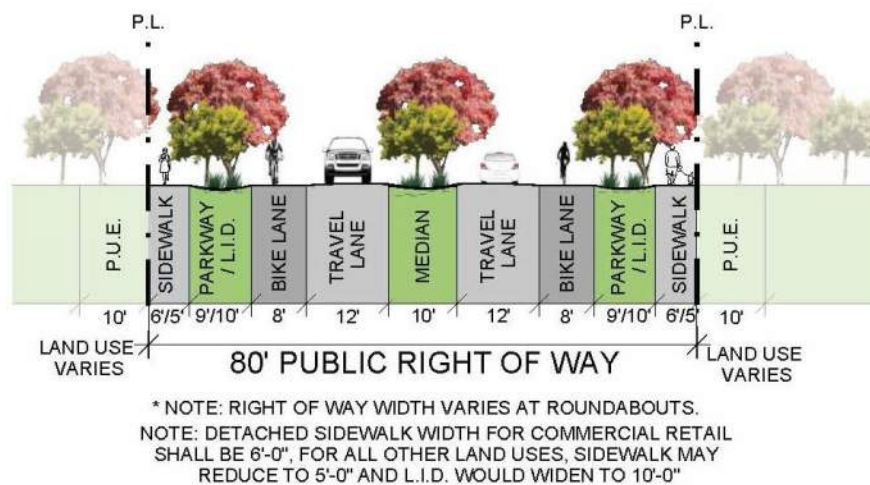 P.L.
P.L.
P.U.E.
SIDEWALK
PARKWAY
/ L.I.D.
BIKE LANE
TRAVEL
LANE
MEDIAN
TRAVEL
LANE
BIKE LANE
PARKWAY
/ L.I.D.
SIDEWALK
P.U.E.
10' 6'/5' 9'/10' 8' 12' 10' 12' 8' 9'/10' 6'/5' 10'
LAND USE
VARIES
80' PUBLIC RIGHT OF WAY
LAND USE
VARIES
* NOTE: RIGHT OF WAY WIDTH VARIES AT ROUNDABOUTS.
NOTE: DETACHED SIDEWALK WIDTH FOR COMMERCIAL RETAIL
SHALL BE 6'-0", FOR ALL OTHER LAND USES, SIDEWALK MAY
REDUCE TO 5'-0" AND L.I.D. WOULD WIDEN TO 10'-0"